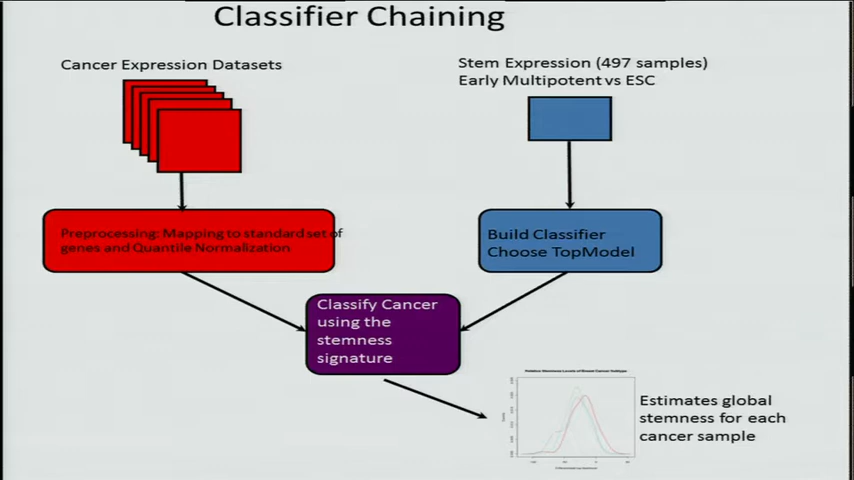 Classifier Chaining
Cancer Expression Datasets
Stem Expression (497 samples)
Early Multipotent vs ESC
Preprocessing: Mapping to standard set of
genes and Quantile Normalization
Build Classifier
Choose TopModel
Classify Cancer
using the
stemness
signature
Estimates global
stemness for each
cancer sample